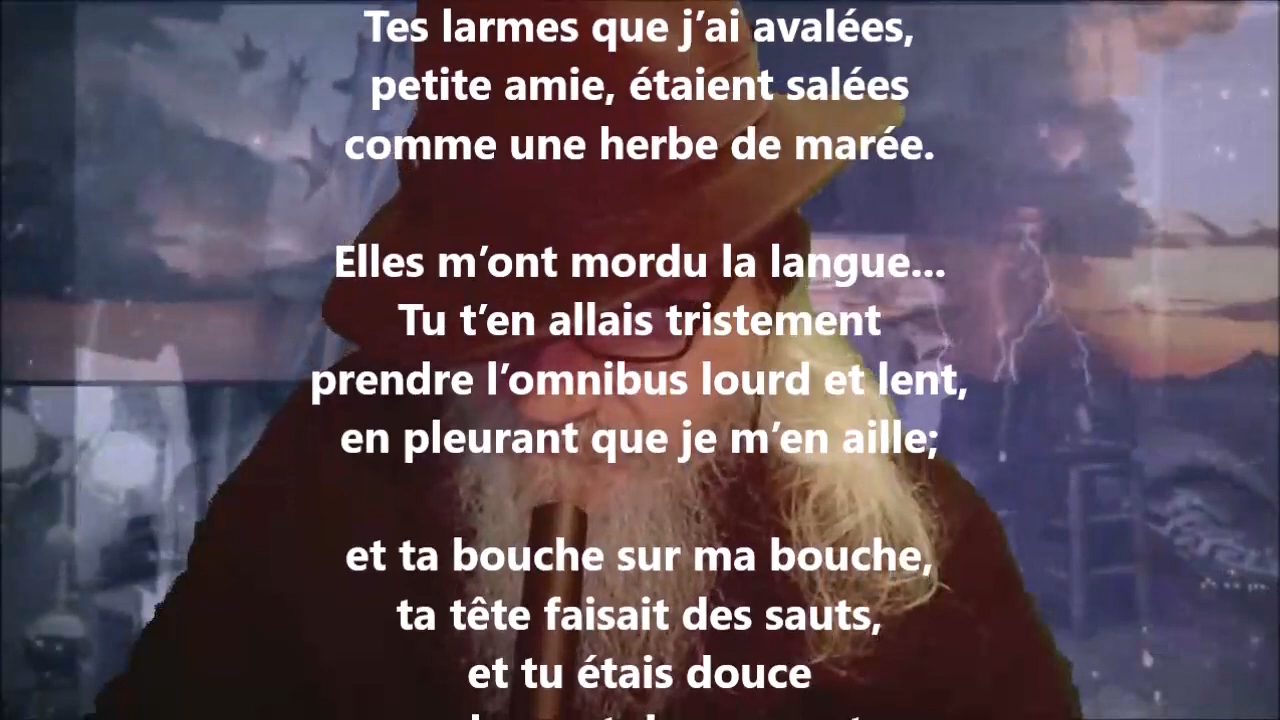 Tes larmes que j’ai avalées,
petite amie, étaient salées
comme une herbe de marée.
Elles m’ont mordu la langue...
Tu t’en allais tristement
prendre l’omnibus lourd et lent,
en pleurant que je m’en aille;
et ta bouche sur ma bouche,
ta tête faisait des sauts,
et tu étais douce